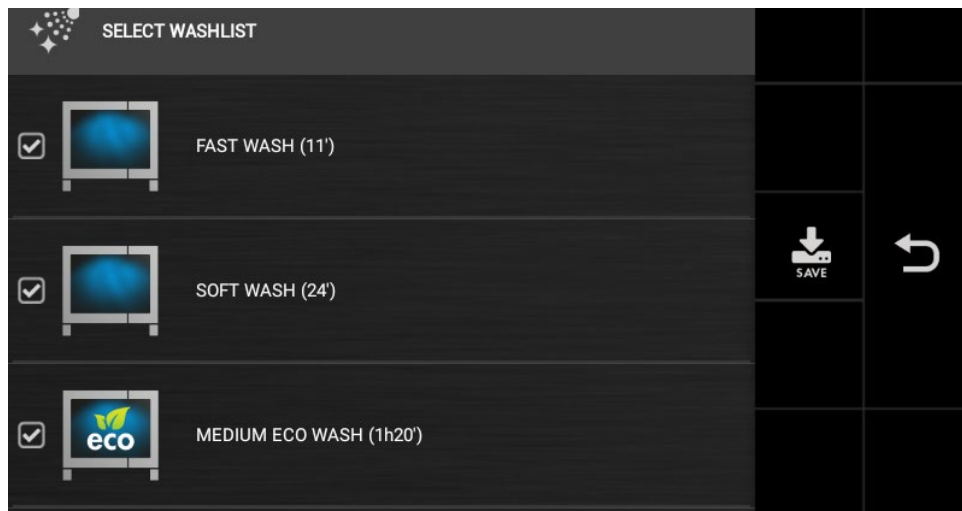 SELECT WASHLIST
FAST WASH (11')
SOFT WASH (24')
SAVE
eco
MEDIUM ECO WASH (1h20')